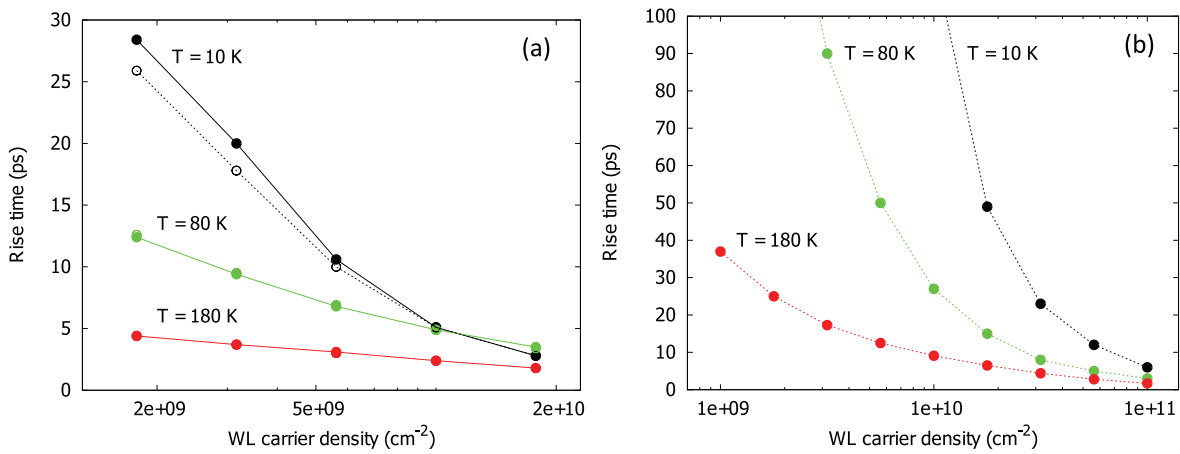 30
25
20
15
10
5
0
Rise time (ps)
T = 10 K
(a)
T = 80 K
T = 180 K
2e+09
5e+09
2e+10
WL carrier density (cm-2)
100
90
80
70
60
50
40
30
20
10
0
Rise time (ps)
T = 80 K
T = 10 K
(b)
T = 180 K
1e+09
1e+10
1e+11
WL carrier density (cm-2)